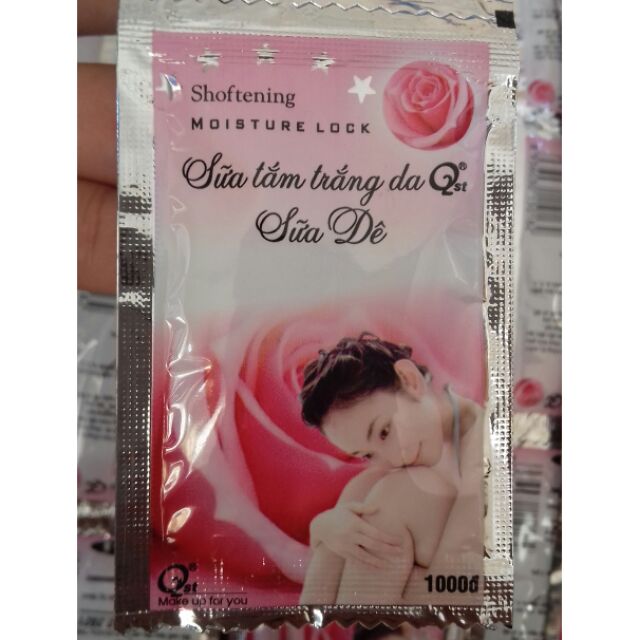 Shoftening
MOISTURE LOCK
Sữa tắm trắng da Qst®
Sữa Dê
Qst®
Make up for you
1000đ